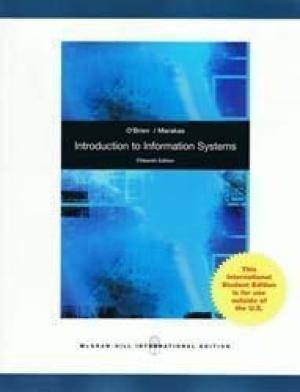 O'Brien / Marakas
Introduction to Information Systems
Fifteenth Edition
This
International
Student Edition
is for use
outside of
the U.S.
McGRAW-HILL INTERNATIONAL EDITION